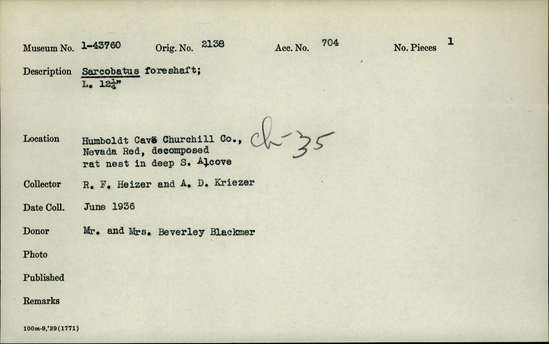 Museum No. 1-43760 Orig. No. 2138 Acc. No. 704 No. Pieces 1
Description Sarcobatus foreshaft;
L. 12½"
Location Humboldt Cave Churchill Co., Ch-35
Nevada Red, decomposed
rat nest in deep S. Alcove
Collector R. F. Heizer and A. D. Kriezer
Date Coll. June 1936
Donor Mr. and Mrs. Beverley Blackmer
Photo
Published
Remarks
100m-9,'39(1771)